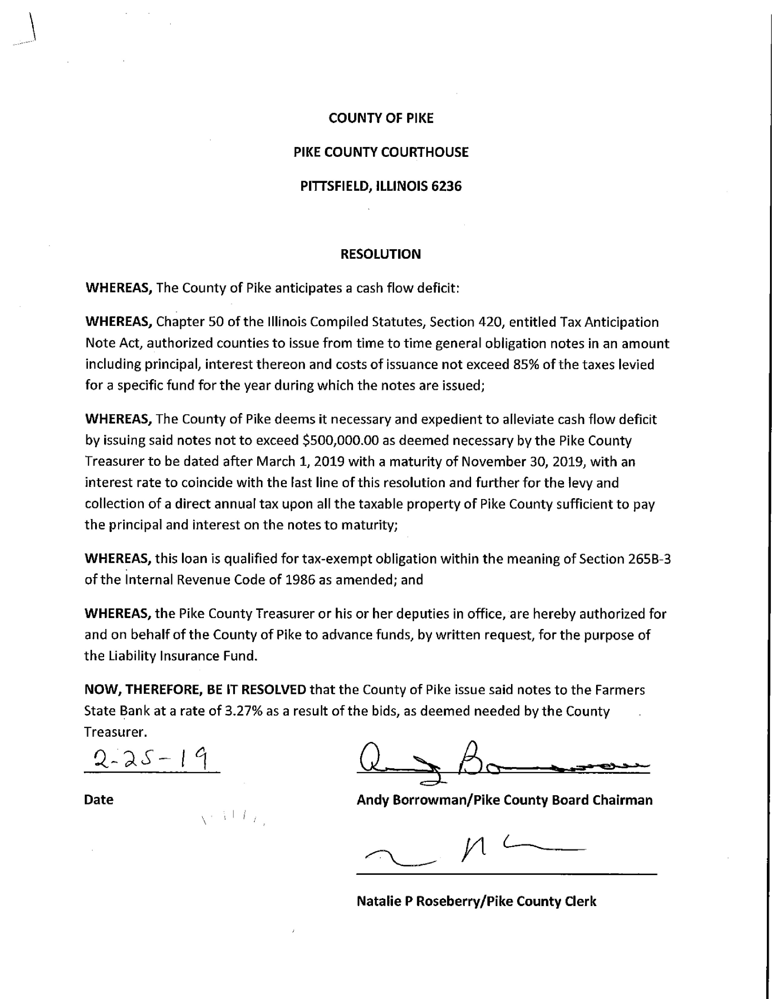 COUNTY OF PIKE
PIKE COUNTY COURTHOUSE
PITTSFIELD, ILLINOIS 6236
RESOLUTION
WHEREAS, The County of Pike anticipates a cash flow deficit:
WHEREAS, Chapter 50 of the Illinois Compiled Statutes, Section 420, entitled Tax Anticipation
Note Act, authorized counties to issue from time to time general obligation notes in an amount
including principal, interest thereon and costs of issuance not exceed 85% of the taxes levied
for a specific fund for the year during which the notes are issued;
WHEREAS, The County of Pike deems it necessary and expedient to alleviate cash flow deficit
by issuing said notes not to exceed $500,000.00 as deemed necessary by the Pike County
Treasurer to be dated after March 1, 2019 with a maturity of November 30, 2019, with an
interest rate to coincide with the last line of this resolution and further for the levy and
collection of a direct annual tax upon all the taxable property of Pike County sufficient to pay
the principal and interest on the notes to maturity;
WHEREAS, this loan is qualified for tax-exempt obligation within the meaning of Section 265B-3
of the Internal Revenue Code of 1986 as amended; and
WHEREAS, the Pike County Treasurer or his or her deputies in office, are hereby authorized for
and on behalf of the County of Pike to advance funds, by written request, for the purpose of
the Liability Insurance Fund.
NOW, THEREFORE, BE IT RESOLVED that the County of Pike issue said notes to the Farmers
State Bank at a rate of 3.27% as a result of the bids, as deemed needed by the County
Treasurer.
2-25-19
Date
Andy Borrowman/Pike County Board Chairman
Natalie P Roseberry/Pike County Clerk